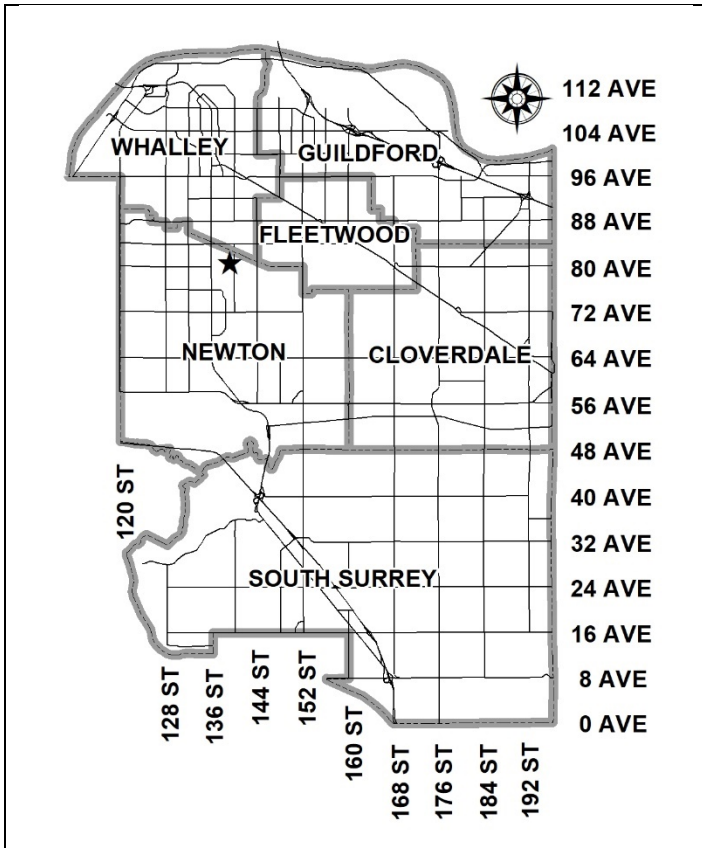 112 AVE
104 AVE
WHALLEY
GUILDFORD
96 AVE
88 AVE
FLEETWOOD
80 AVE
72 AVE
NEWTON
CLOVERDALE
64 AVE
56 AVE
48 AVE
120 ST
40 AVE
32 AVE
SOUTH SURREY
24 AVE
16 AVE
8 AVE
0 AVE
128 ST
136 ST
144 ST
152 ST
160 ST
168 ST
176 ST
184 ST
192 ST